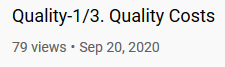 Quality-1/3. Quality Costs
79 views • Sep 20, 2020